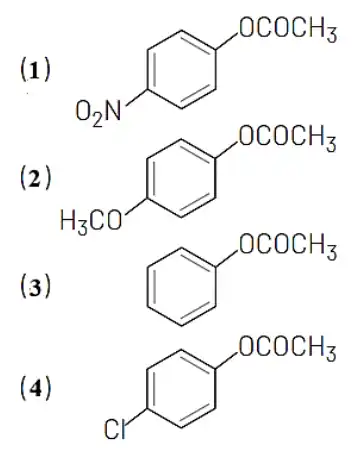 OCOCH₃
(1)
O₂N
OCOCH₃
(2)
H₃CO
OCOCH₃
(3)
OCOCH₃
(4)
Cl